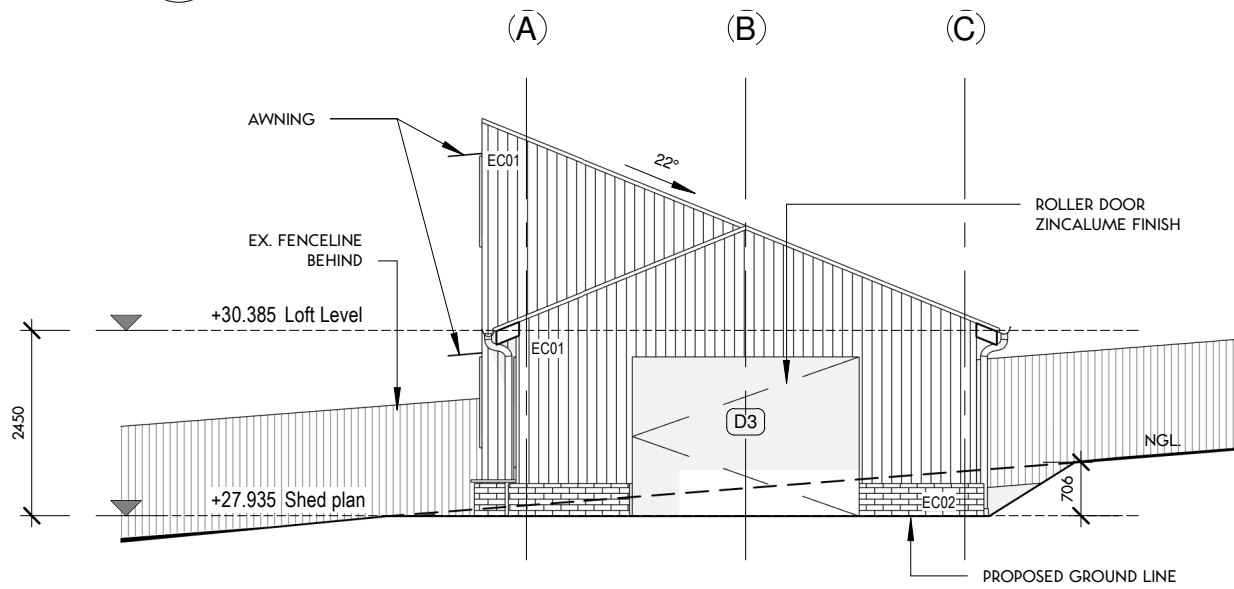 A
B
C
AWNING
EC01
22°
ROLLER DOOR
ZINCALUME FINISH
EX. FENCELINE
BEHIND
+30.385 Loft Level
EC01
2450
D3
NGL.
+27.935 Shed plan
EC02
706
PROPOSED GROUND LINE